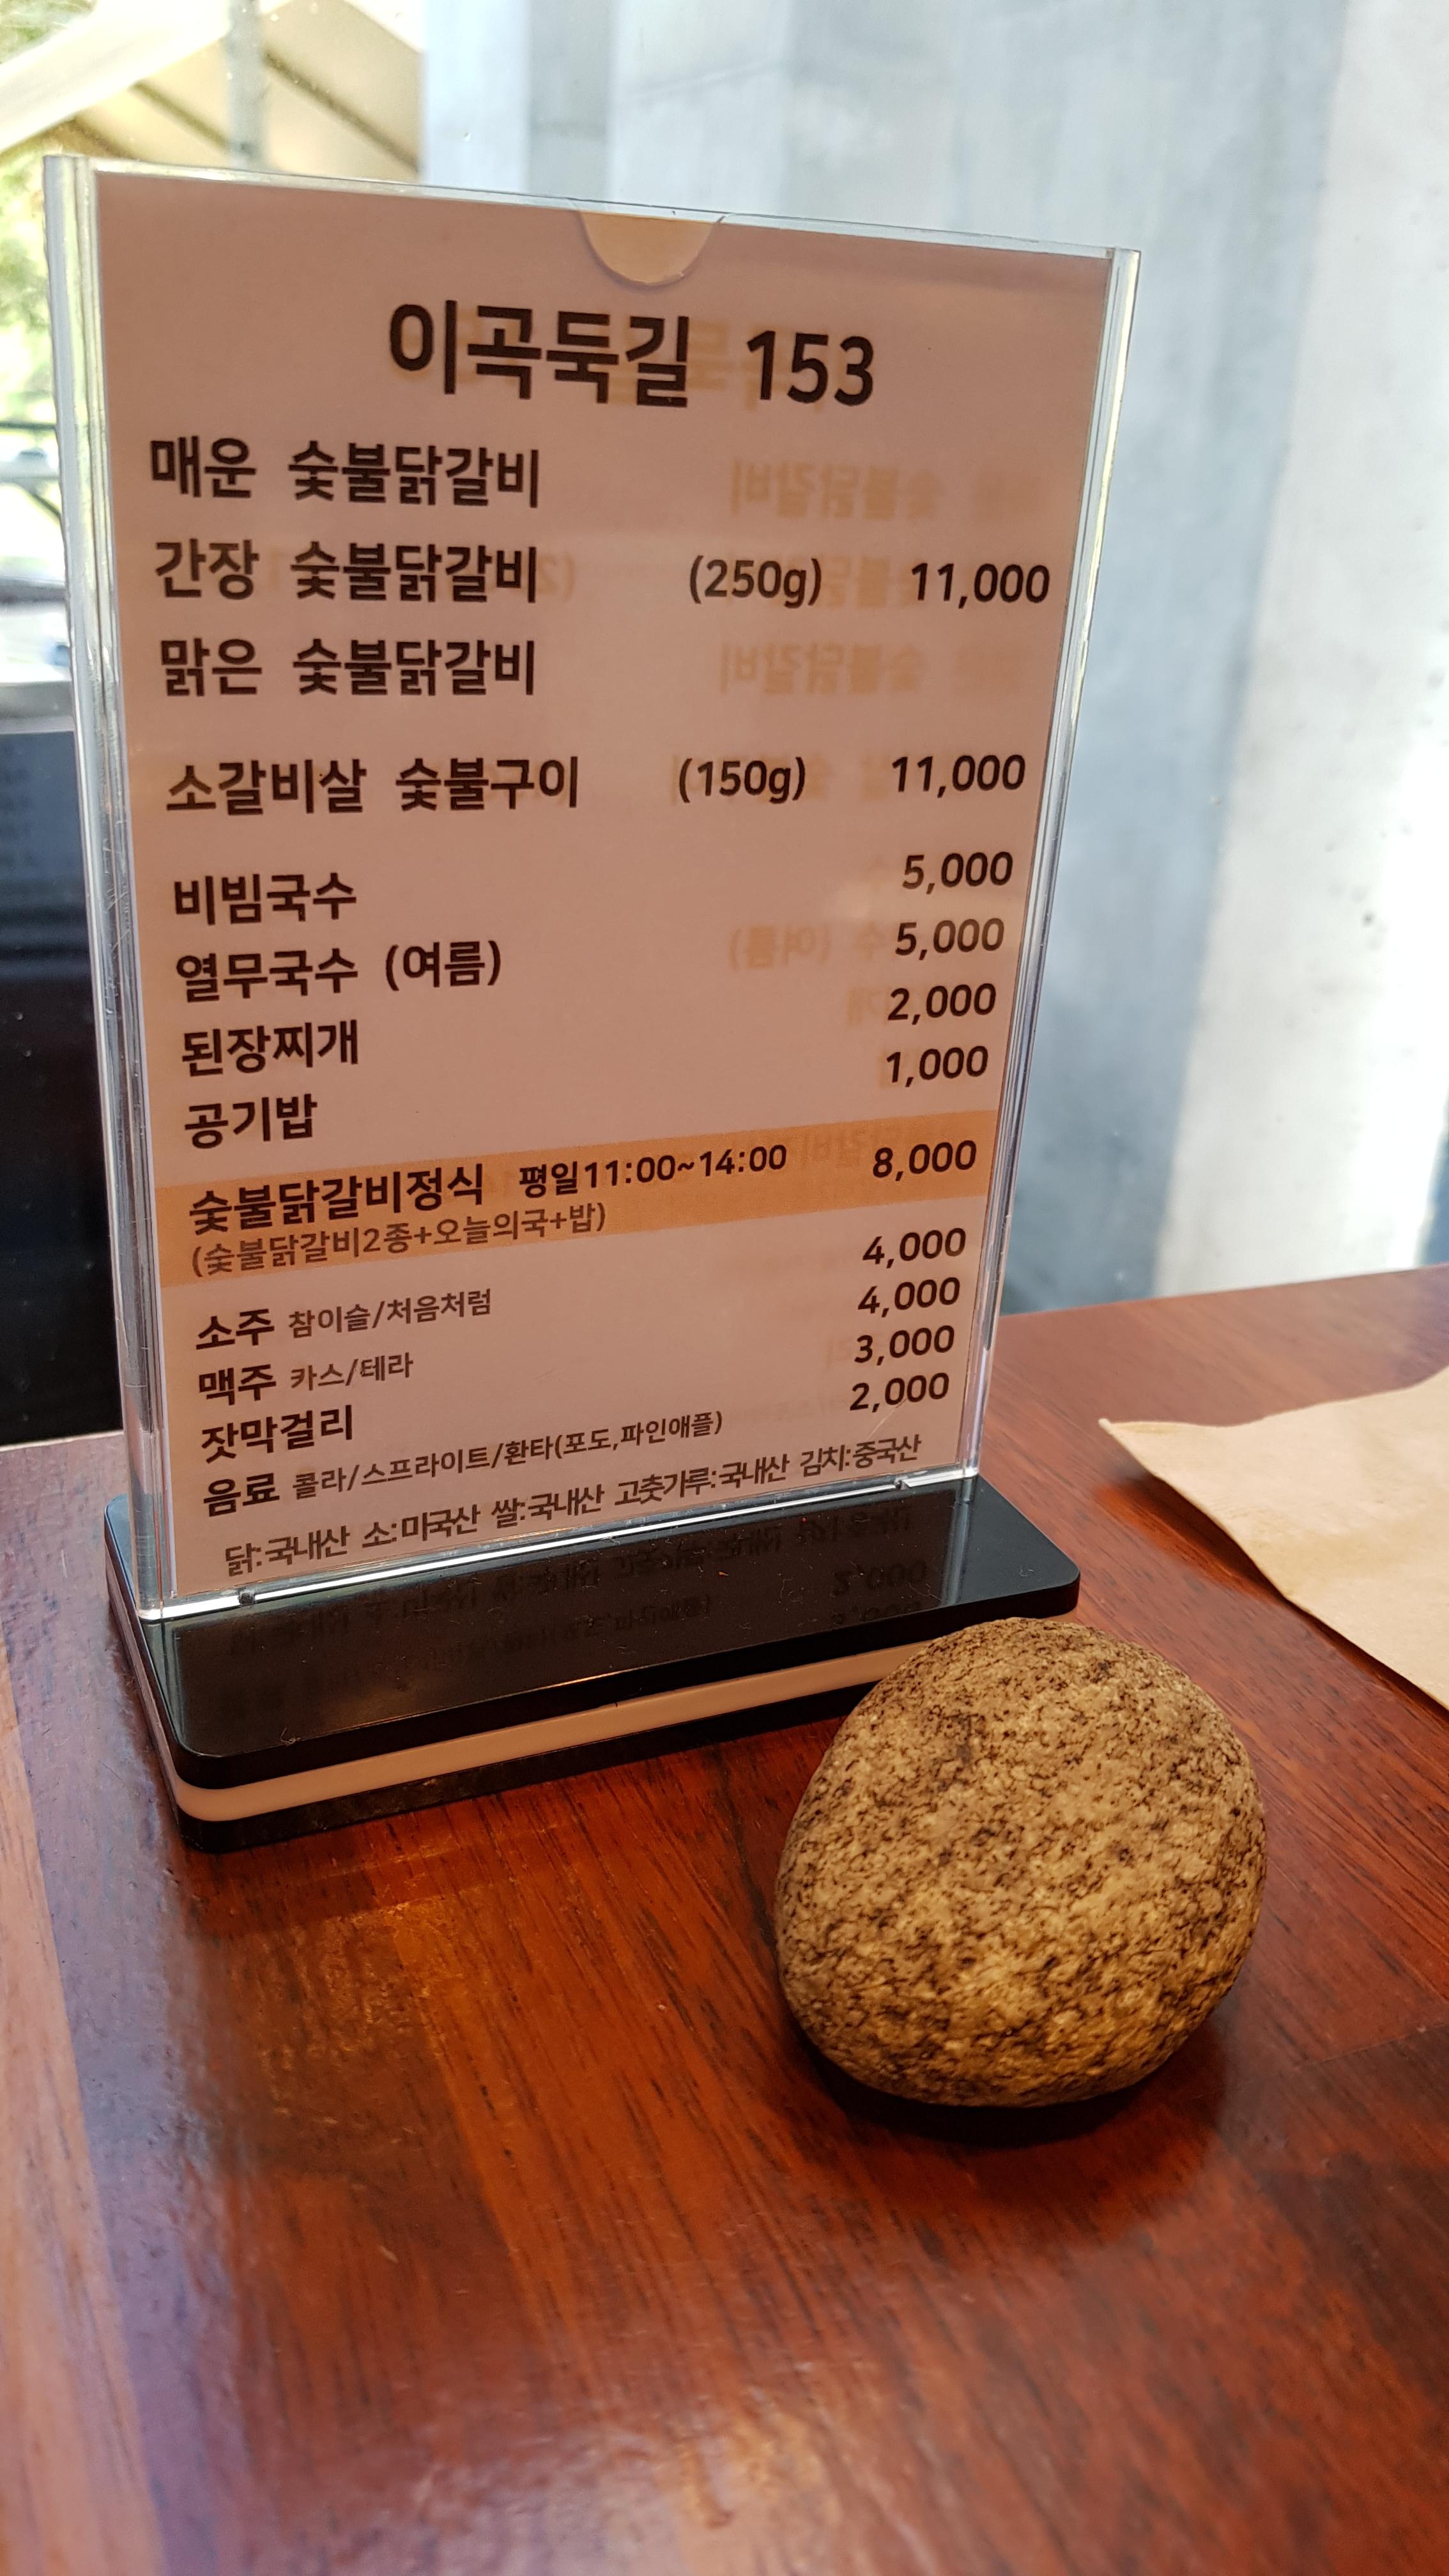 이곡둑길 153
매운 숯불닭갈비
간장 숯불닭갈비 (250g) 11,000
맑은 숯불닭갈비
소갈비살 숯불구이 (150g) 11,000
비빔국수 5,000
열무국수 (여름) 5,000
된장찌개 2,000
공기밥 1,000
숯불닭갈비정식 평일11:00~14:00 8,000
(숯불닭갈비2종+오늘의국+밥)
소주 참이슬/처음처럼 4,000
맥주 카스/테라 4,000
잣막걸리 3,000
음료 콜라/스프라이트/환타(포도,파인애플) 2,000
닭:국내산 소:미국산 쌀:국내산 고춧가루:국내산 김치:중국산